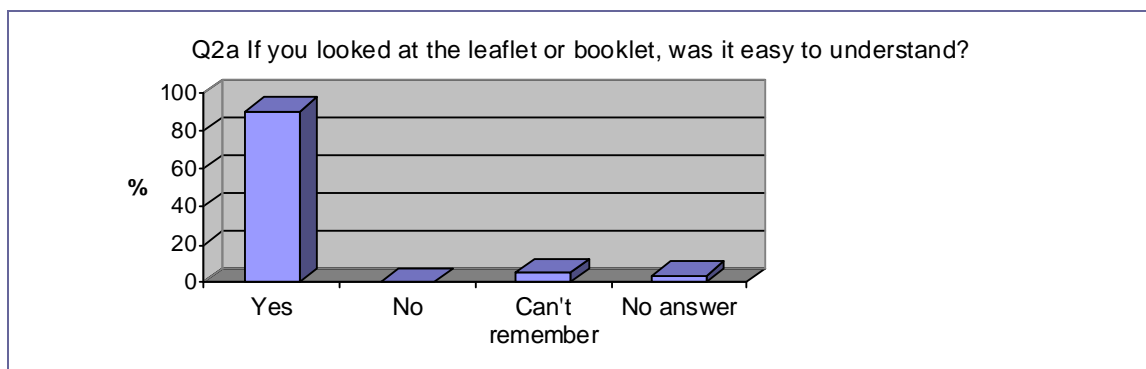 Q2a If you looked at the leaflet or booklet, was it easy to understand?
100
80
60
40
20
0
%
Yes
No
Can't
remember
No answer